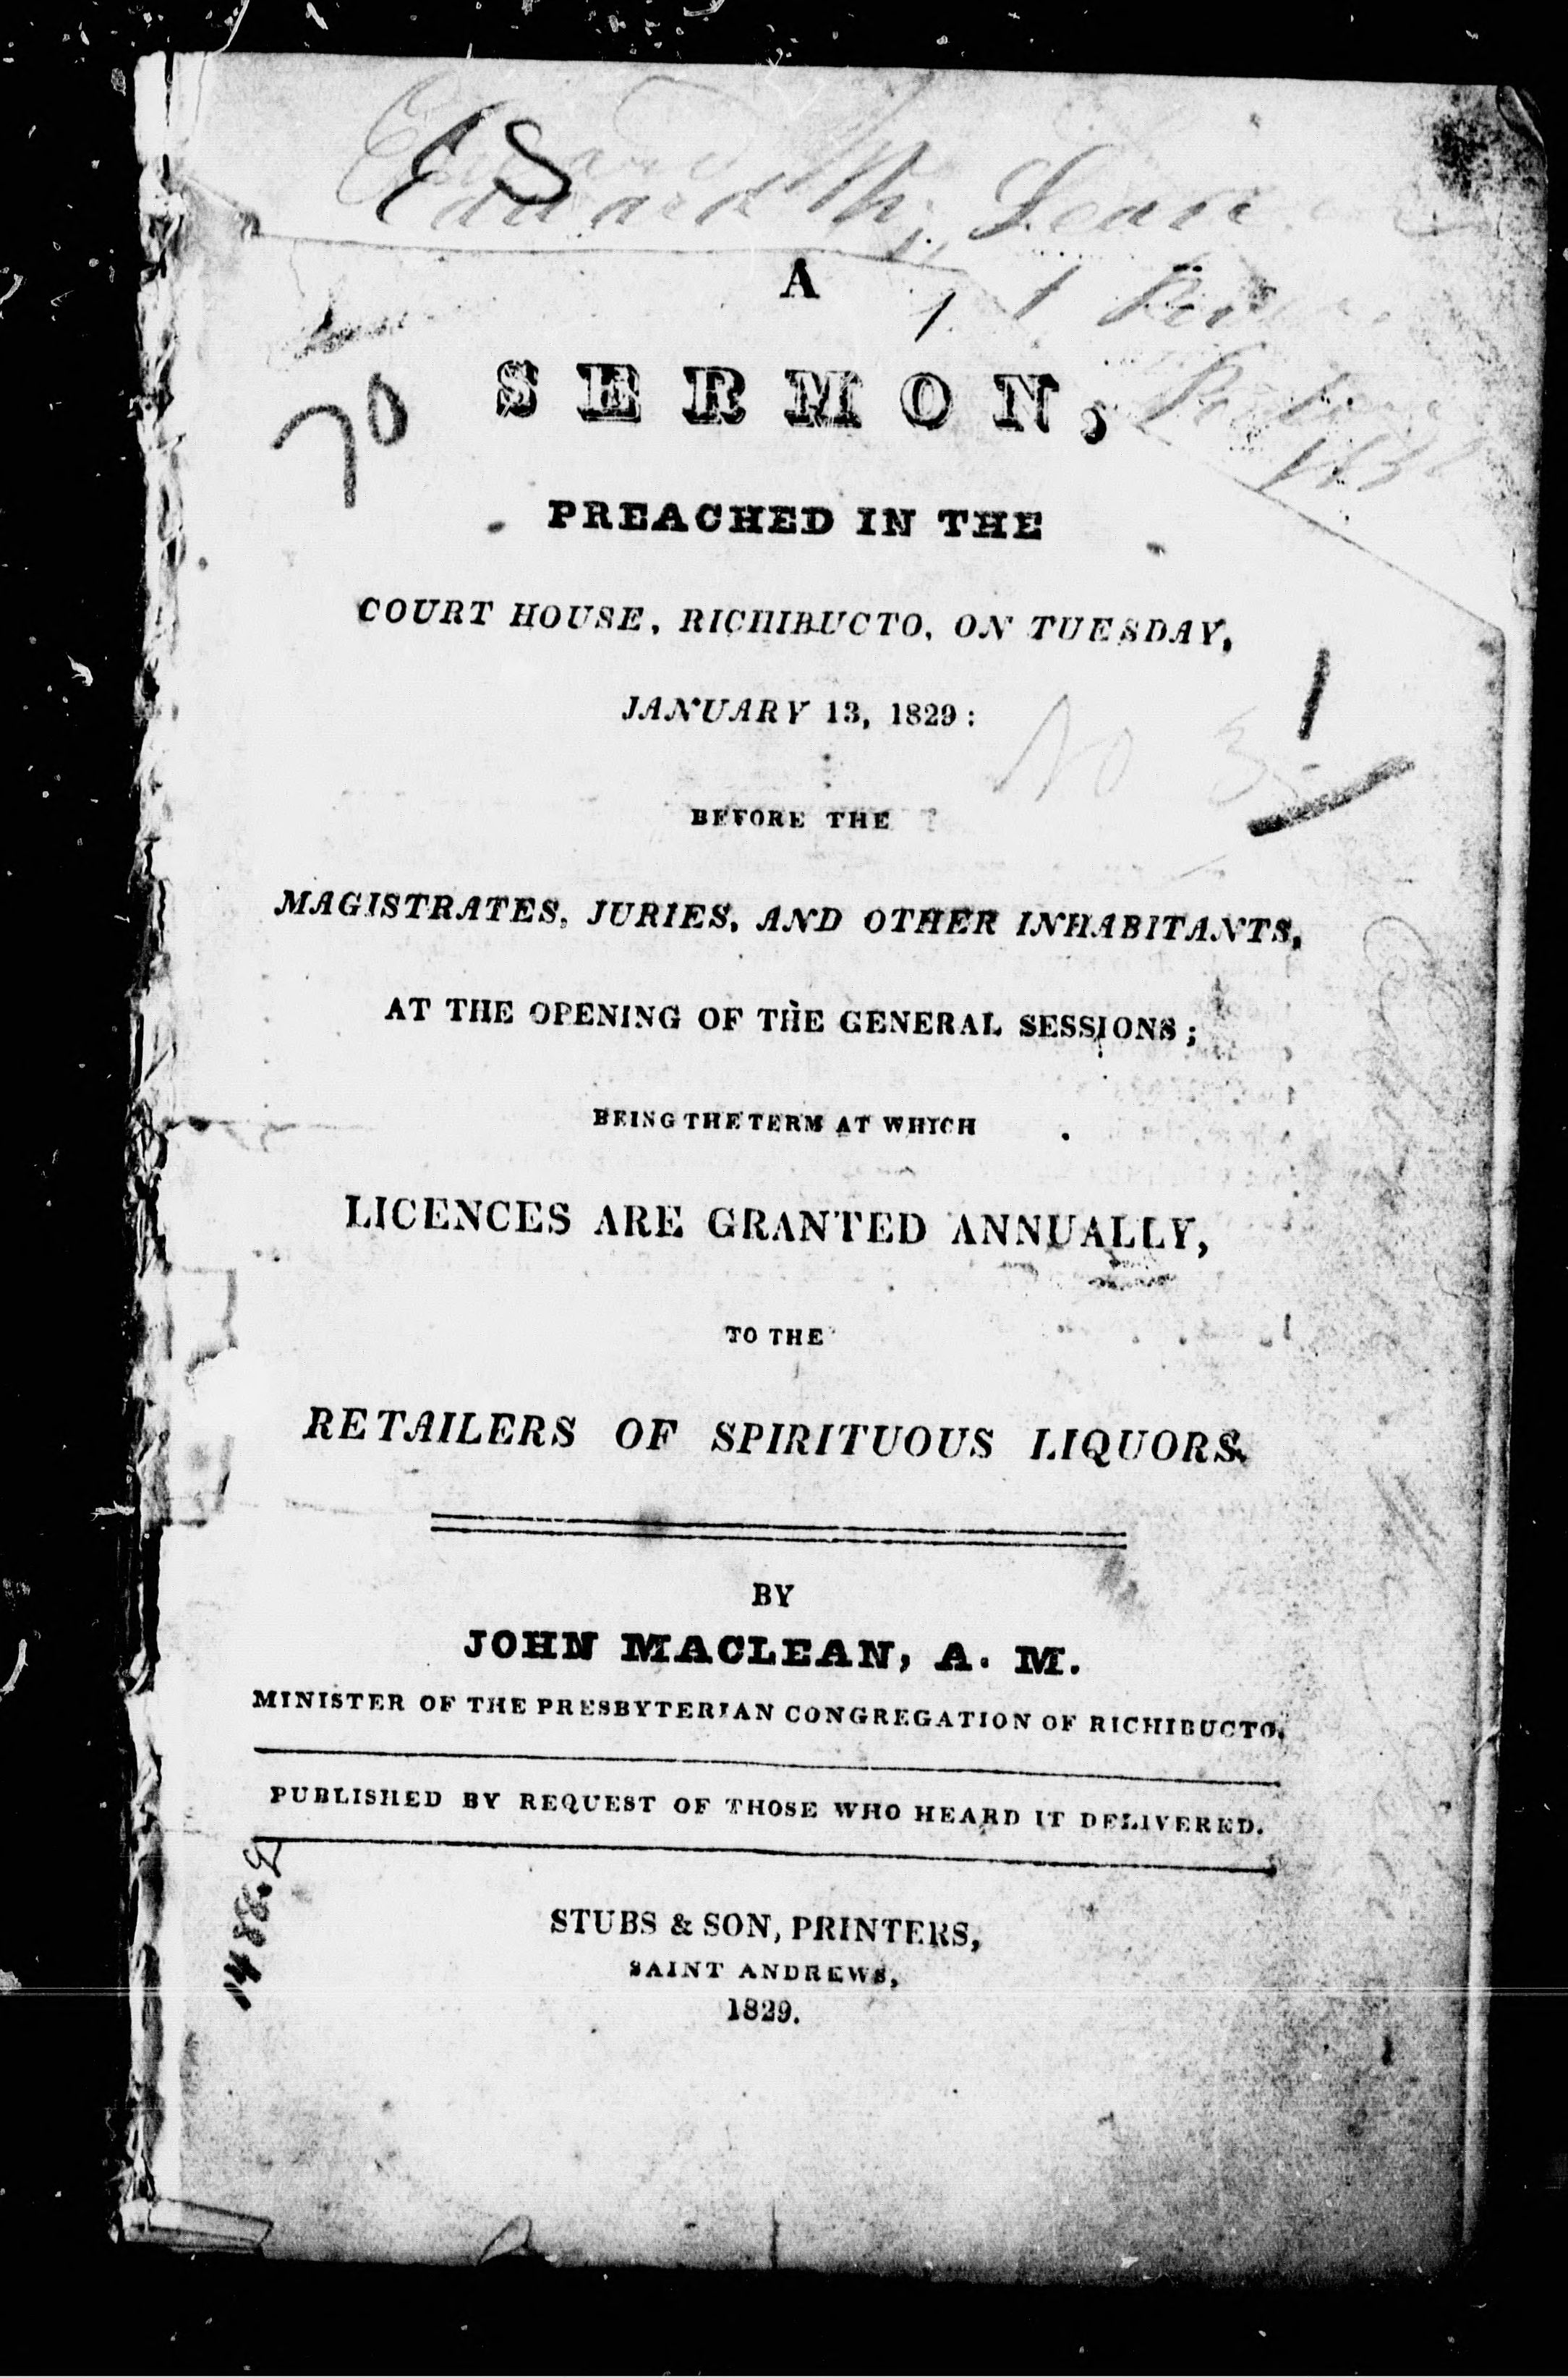 Edward
A
70
SERMON,
PREACHED IN THE
COURT HOUSE, RICHIBUCTO, ON TUESDAY,
JANUARY 13, 1829:
No 3
BEFORE THE
MAGISTRATES, JURIES, AND OTHER INHABITANTS,
AT THE OPENING OF THE GENERAL SESSIONS;
BEING THE TERM AT WHICH
LICENCES ARE GRANTED ANNUALLY,
TO THE
RETAILERS OF SPIRITUOUS LIQUORS.
BY
JOHN MACLEAN, A. M.
MINISTER OF THE PRESBYTERIAN CONGREGATION OF RICHIBUCTO.
PUBLISHED BY REQUEST OF THOSE WHO HEARD IT DELIVERED.
STUBS & SON, PRINTERS,
SAINT ANDREWS,
1829.